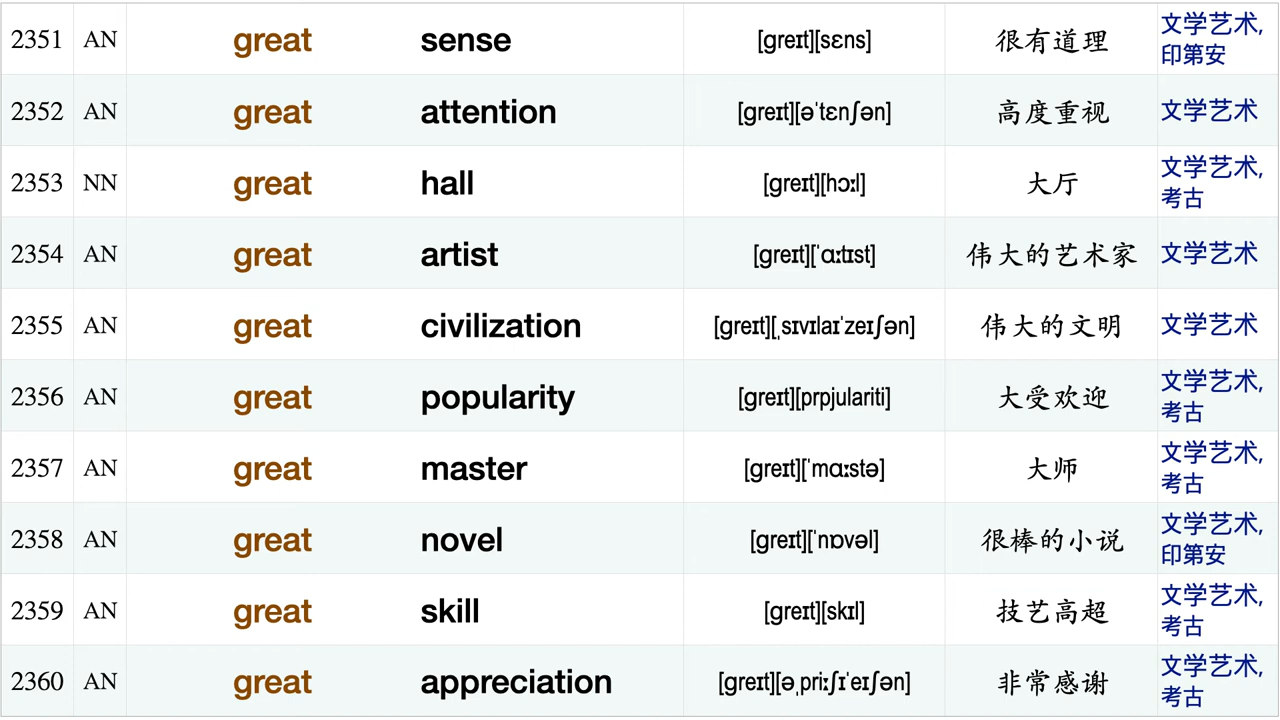 2351 AN great sense [greɪt][sɛns] 很有道理 文学艺术,
印第安
2352 AN great attention [greɪt][əˈtɛnʃən] 高度重视 文学艺术
2353 NN great hall [greɪt][hɔːl] 大厅 文学艺术,
考古
2354 AN great artist [greɪt][ˈɑːtɪst] 伟大的艺术家 文学艺术
2355 AN great civilization [greɪt][ˌsɪvɪlaɪˈzeɪʃən] 伟大的文明 文学艺术
2356 AN great popularity [greɪt][prpjulariti] 大受欢迎 文学艺术,
考古
2357 AN great master [greɪt][ˈmɑːstə] 大师 文学艺术,
考古
2358 AN great novel [greɪt][ˈnɒvəl] 很棒的小说 文学艺术,
印第安
2359 AN great skill [greɪt][skɪl] 技艺高超 文学艺术,
考古
2360 AN great appreciation [greɪt][əˌpriːʃɪˈeɪʃən] 非常感谢 文学艺术,
考古